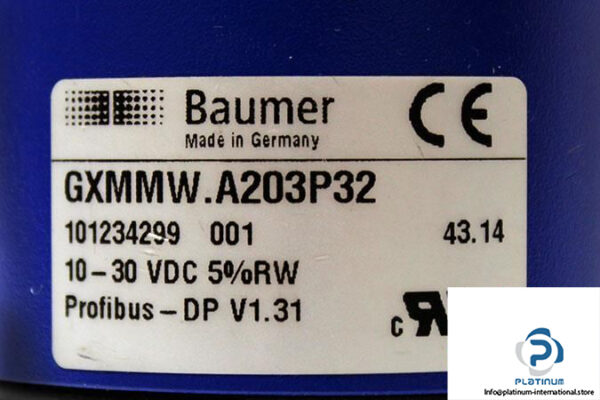 Baumer
CE
Made in Germany
GXMMW.A203P32
101234299 001 43.14
10-30 VDC 5%RW
Profibus-DP V1.31
c RU
PLATINUM
Info@platinum-international.store